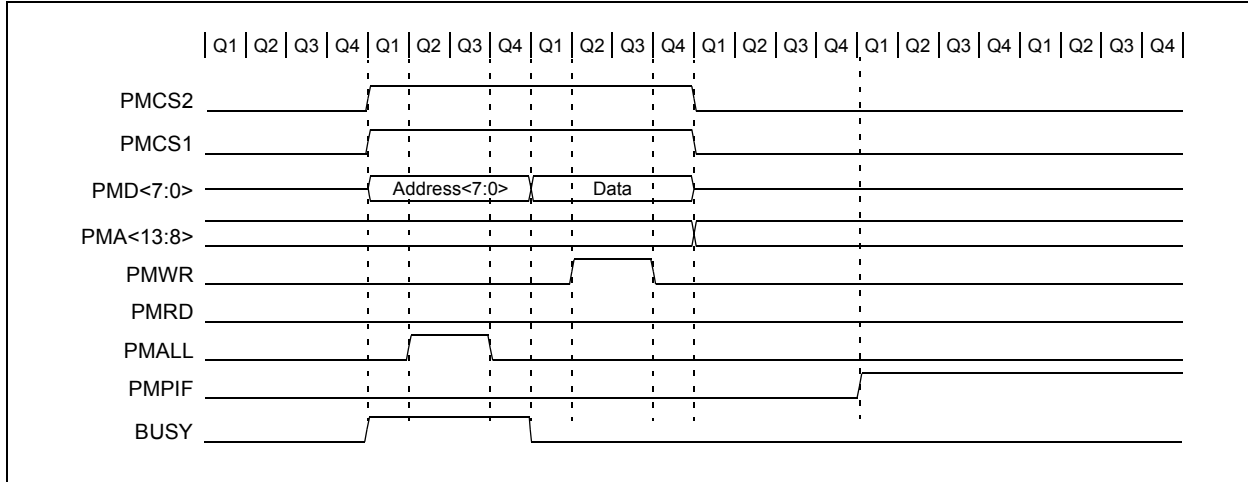 Q1 Q2 Q3 Q4 Q1 Q2 Q3 Q4 Q1 Q2 Q3 Q4 Q1 Q2 Q3 Q4 Q1 Q2 Q3 Q4 Q1 Q2 Q3 Q4
PMCS2
PMCS1
PMD<7:0> Address<7:0> Data
PMA<13:8>
PMWR
PMRD
PMALL
PMPIF
BUSY